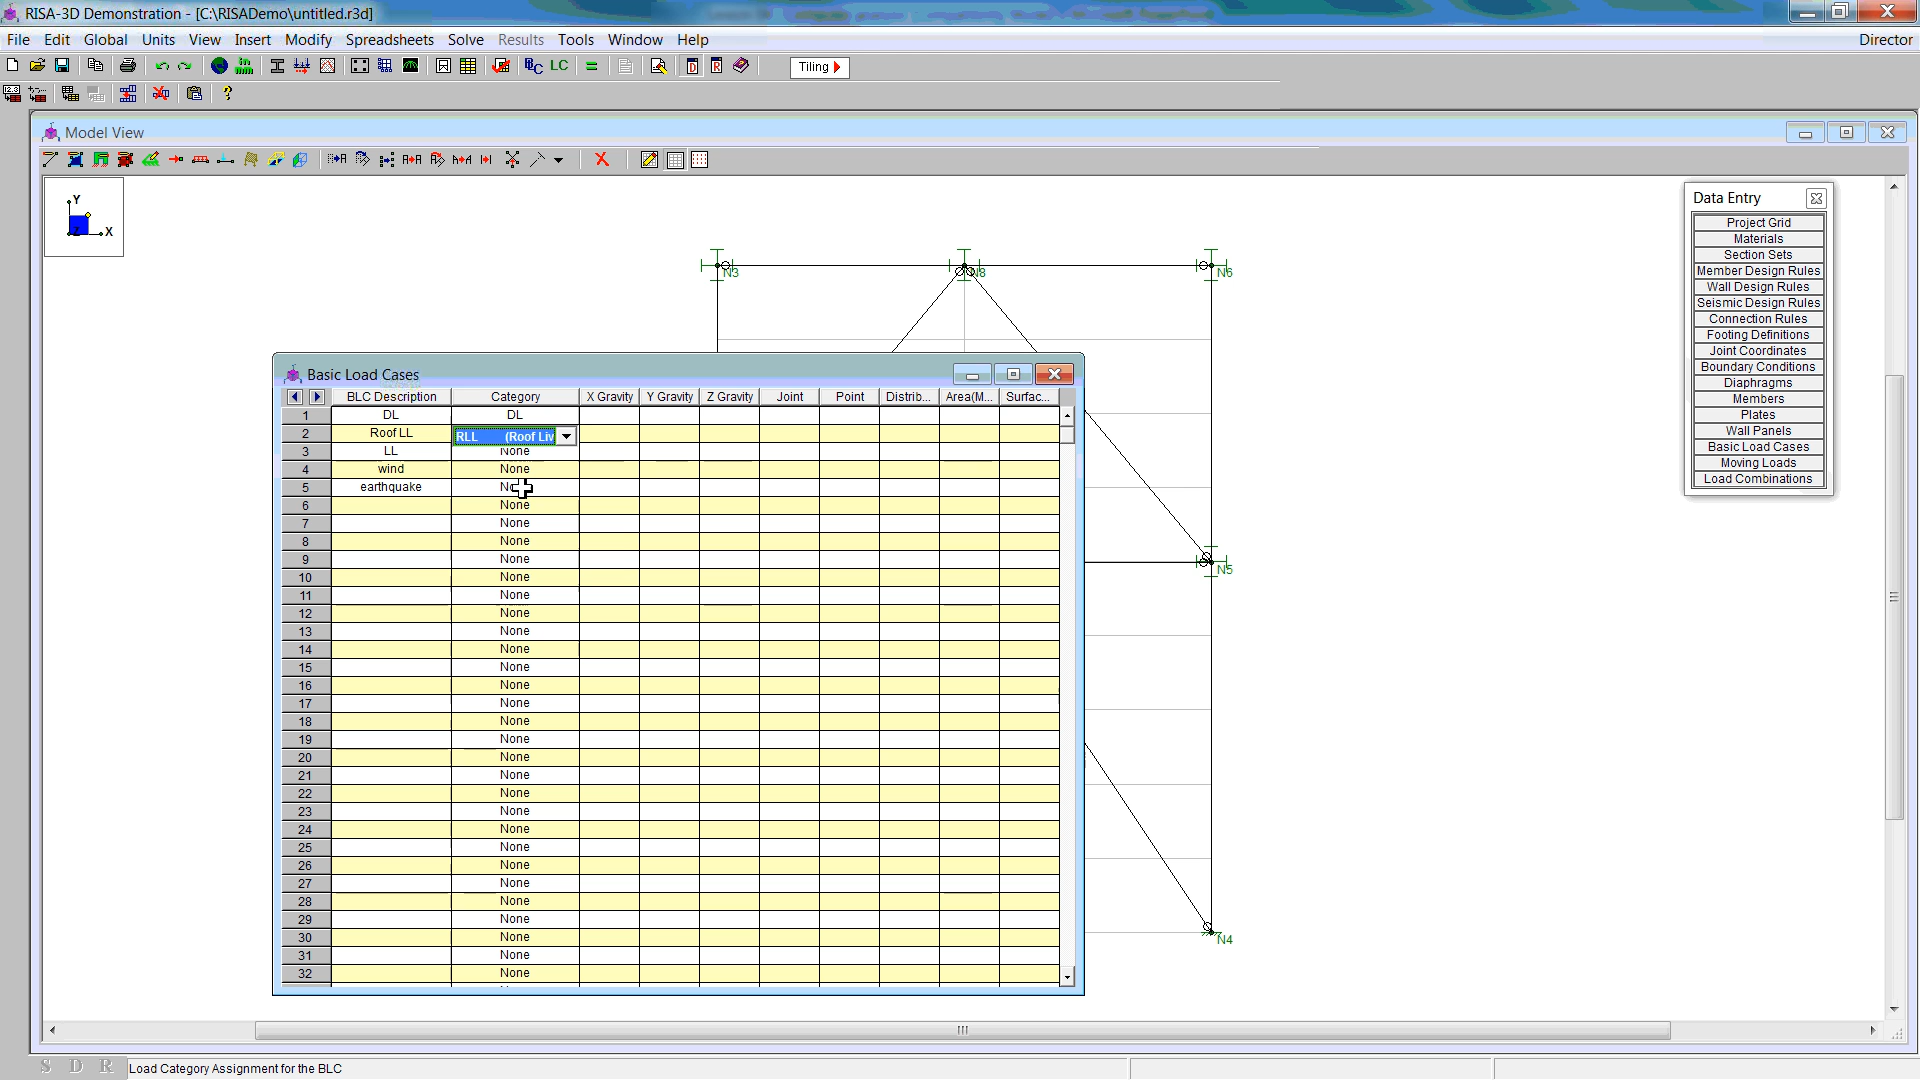 RISA-3D Demonstration - [C:\RISADemo\untitled.r3d]
File Edit Global Units View Insert Modify Spreadsheets Solve Results Tools Window Help Director
LC D R Tiling
Model View
Y
Z X
N3 N8 N6
N5
N4
Data Entry
Project Grid
Materials
Section Sets
Member Design Rules
Wall Design Rules
Seismic Design Rules
Connection Rules
Footing Definitions
Joint Coordinates
Boundary Conditions
Diaphragms
Members
Plates
Wall Panels
Basic Load Cases
Moving Loads
Load Combinations
Basic Load Cases
BLC Description Category X Gravity Y Gravity Z Gravity Joint Point Distrib... Area(M... Surfac...
1 DL DL
2 Roof LL RLL (Roof Liv
3 LL None
4 wind None
5 earthquake
6 None
7 None
8 None
9 None
10 None
11 None
12 None
13 None
14 None
15 None
16 None
17 None
18 None
19 None
20 None
21 None
22 None
23 None
24 None
25 None
26 None
27 None
28 None
29 None
30 None
31 None
32 None
S D R Load Category Assignment for the BLC